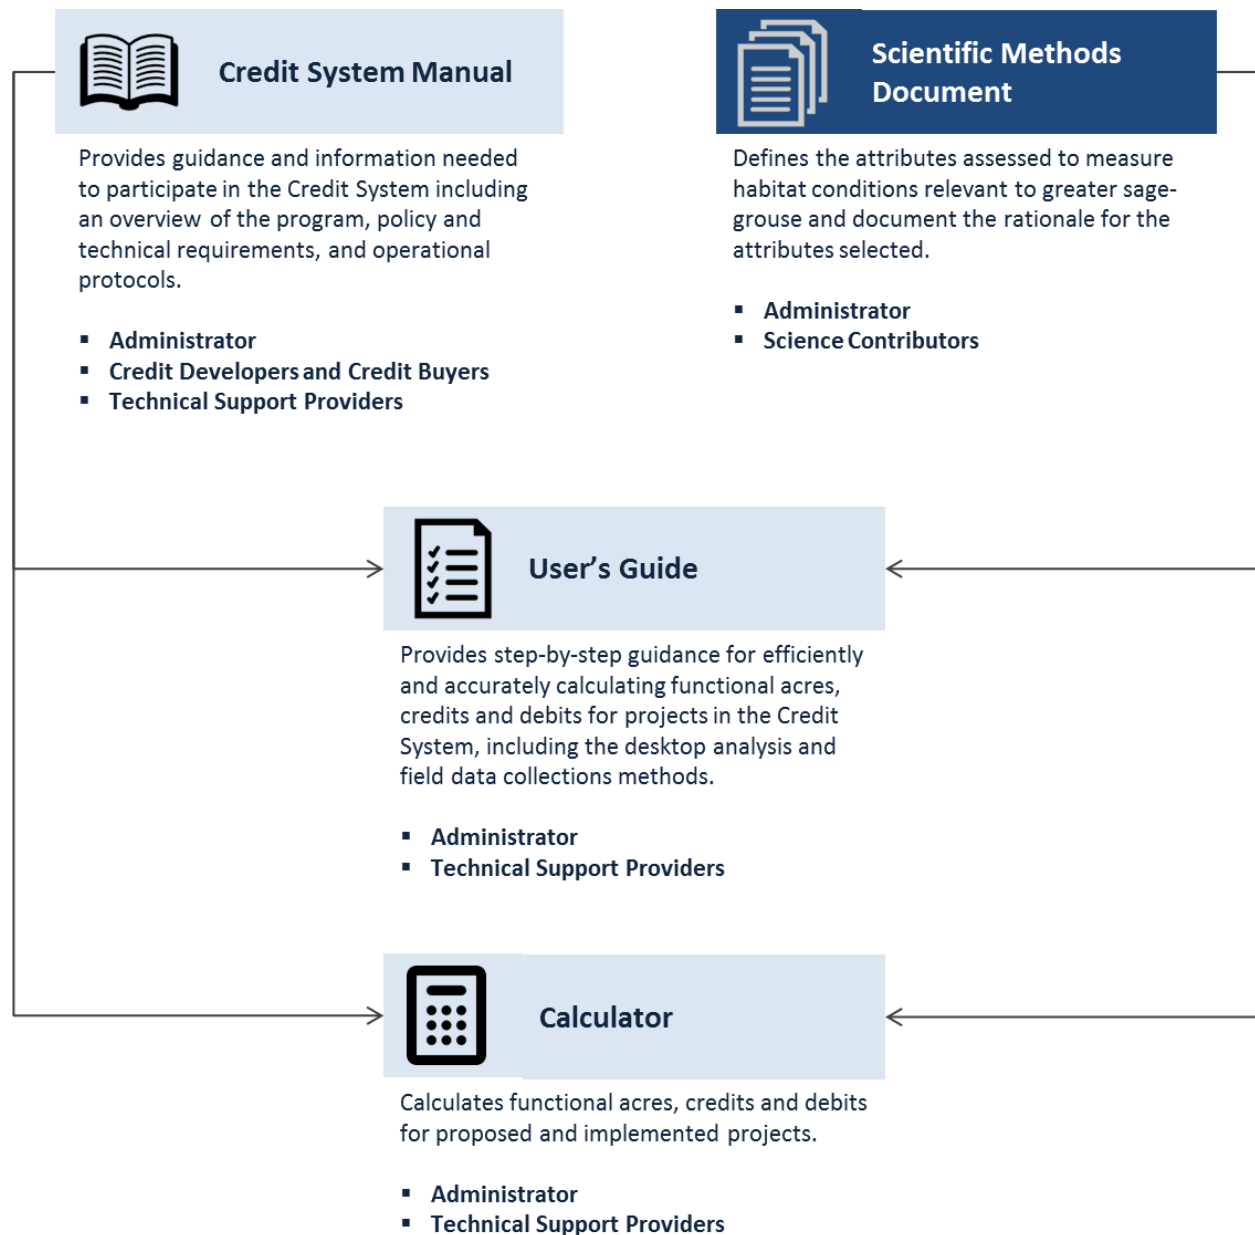 Credit System Manual
Provides guidance and information needed
to participate in the Credit System including
an overview of the program, policy and
technical requirements, and operational
protocols.
▪ Administrator
▪ Credit Developers and Credit Buyers
▪ Technical Support Providers
Scientific Methods
Document
Defines the attributes assessed to measure
habitat conditions relevant to greater sage-
grouse and document the rationale for the
attributes selected.
▪ Administrator
▪ Science Contributors
User’s Guide
Provides step-by-step guidance for efficiently
and accurately calculating functional acres,
credits and debits for projects in the Credit
System, including the desktop analysis and
field data collections methods.
▪ Administrator
▪ Technical Support Providers
Calculator
Calculates functional acres, credits and debits
for proposed and implemented projects.
▪ Administrator
▪ Technical Support Providers